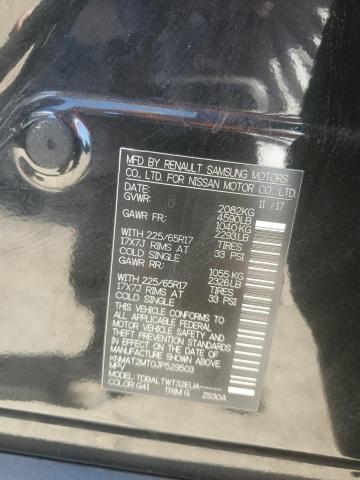 MFD BY RENAULT SAMSUNG MOTORS
CO., LTD. FOR NISSAN MOTOR CO., LTD.
DATE: 11 / 17
GVWR: 2082KG
4590LB
GAWR FR: 1040KG
2293LB
WITH 225/65R17 TIRES
17X7J RIMS AT 33 PSI
COLD SINGLE
GAWR RR: 1055 KG
2326LB
WITH 225/65R17 TIRES
17X7J RIMS AT 33 PSI
COLD SINGLE
THIS VEHICLE CONFORMS TO
ALL APPLICABLE FEDERAL
MOTOR VEHICLE SAFETY AND
THEFT PREVENTION STANDARDS
IN EFFECT ON THE DATE OF
MANUFACTURE SHOWN ABOVE.
KNMAT2MT0JP529503
MPV
MODEL: TDBALTWT32EUA-----
COLOR G41 TRIM G ZS30A